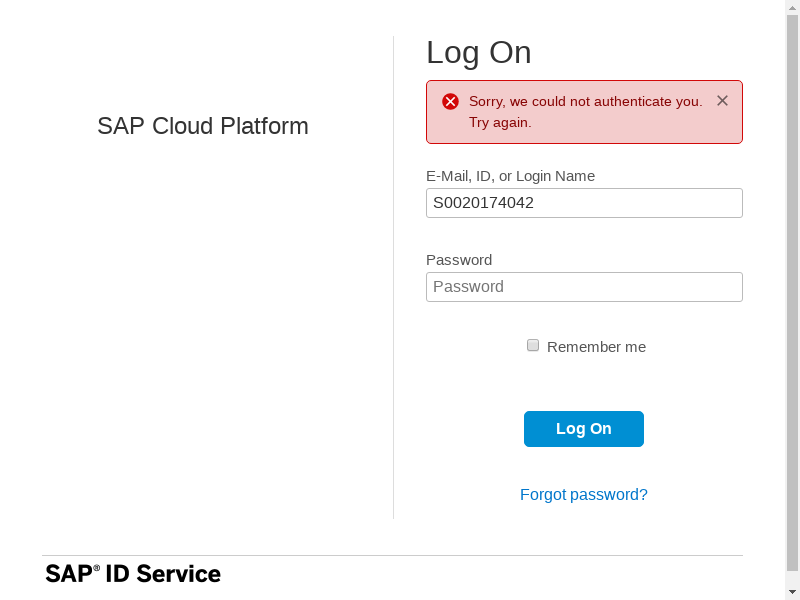 SAP Cloud Platform
Log On
Sorry, we could not authenticate you.
Try again.
E-Mail, ID, or Login Name
S0020174042
Password
Password
Remember me
Log On
Forgot password?
SAP® ID Service